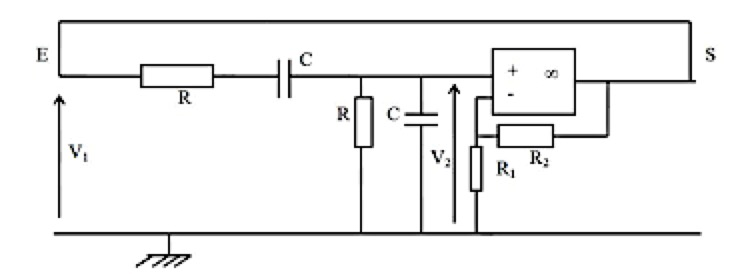 E
S
C
+
∞
-
R
R
C
R₂
V₁
V₂
R₁